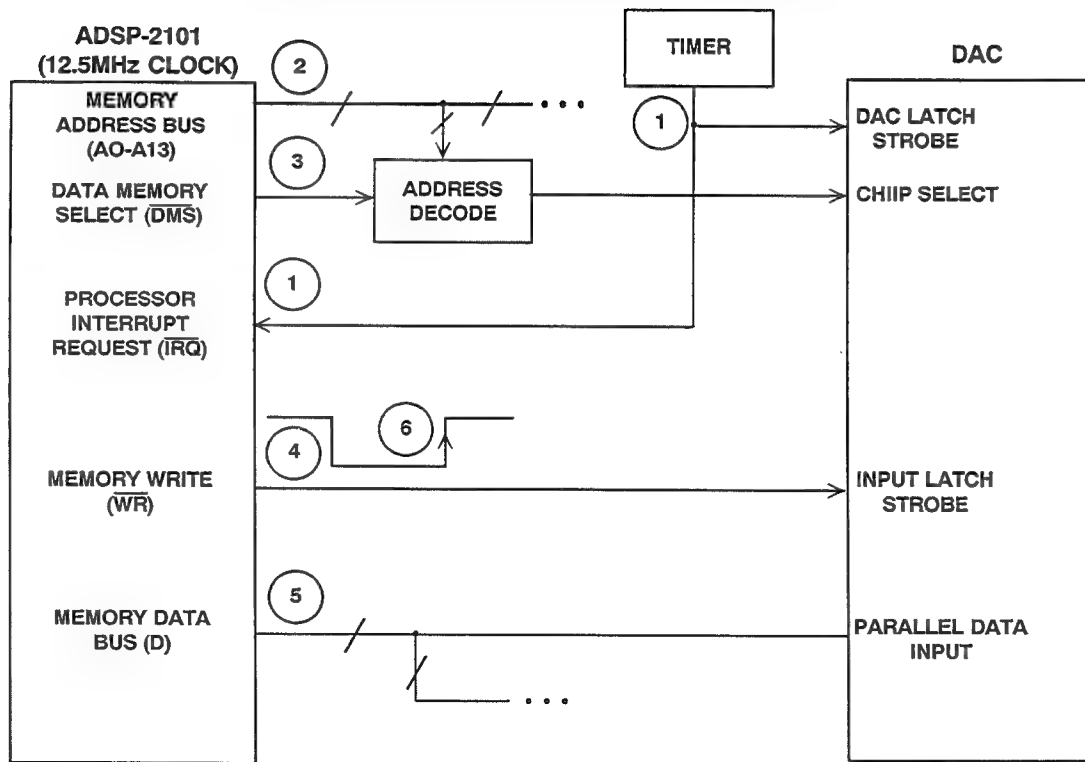 ADSP-2101
(12.5MHz CLOCK)
2
TIMER
DAC
MEMORY
ADDRESS BUS
(AO-A13)
1
DAC LATCH
STROBE
3
DATA MEMORY
SELECT (DMS)
ADDRESS
DECODE
CHIIP SELECT
1
PROCESSOR
INTERRUPT
REQUEST (IRQ)
4
6
MEMORY WRITE
(WR)
INPUT LATCH
STROBE
5
MEMORY DATA
BUS (D)
PARALLEL DATA
INPUT